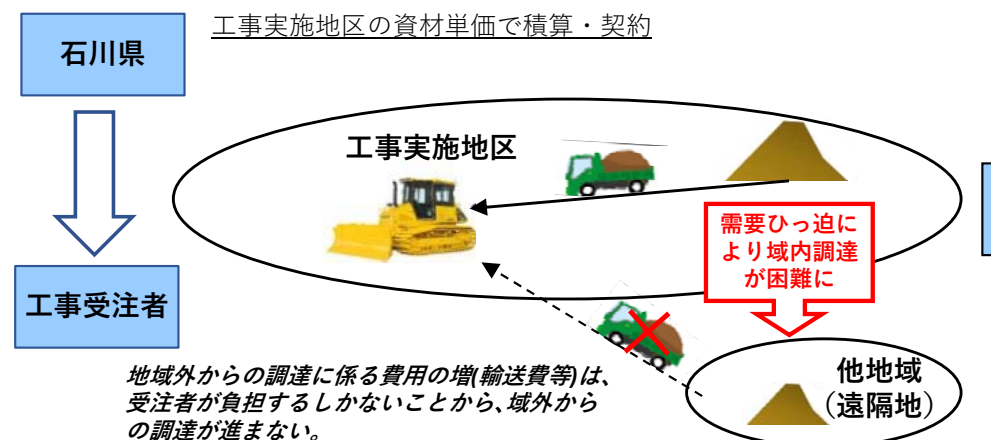 工事実施地区の資材単価で積算・契約
石川県
工事実施地区
需要ひっ迫に
より域内調達
が困難に
工事受注者
他地域
（遠隔地）
地域外からの調達に係る費用の増(輸送費等)は、
受注者が負担するしかないことから、域外から
の調達が進まない。